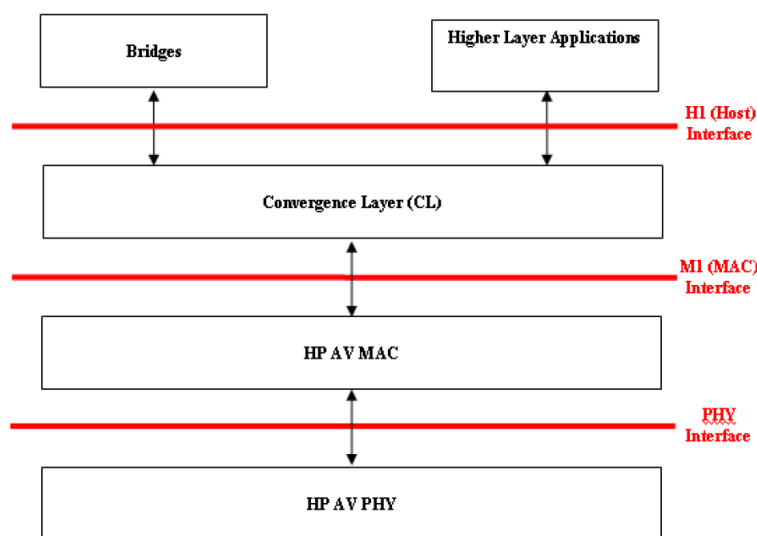 Bridges
Higher Layer Applications
H1 (Host)
Interface
Convergence Layer (CL)
M1 (MAC)
Interface
HP AV MAC
PHY
Interface
HP AV PHY